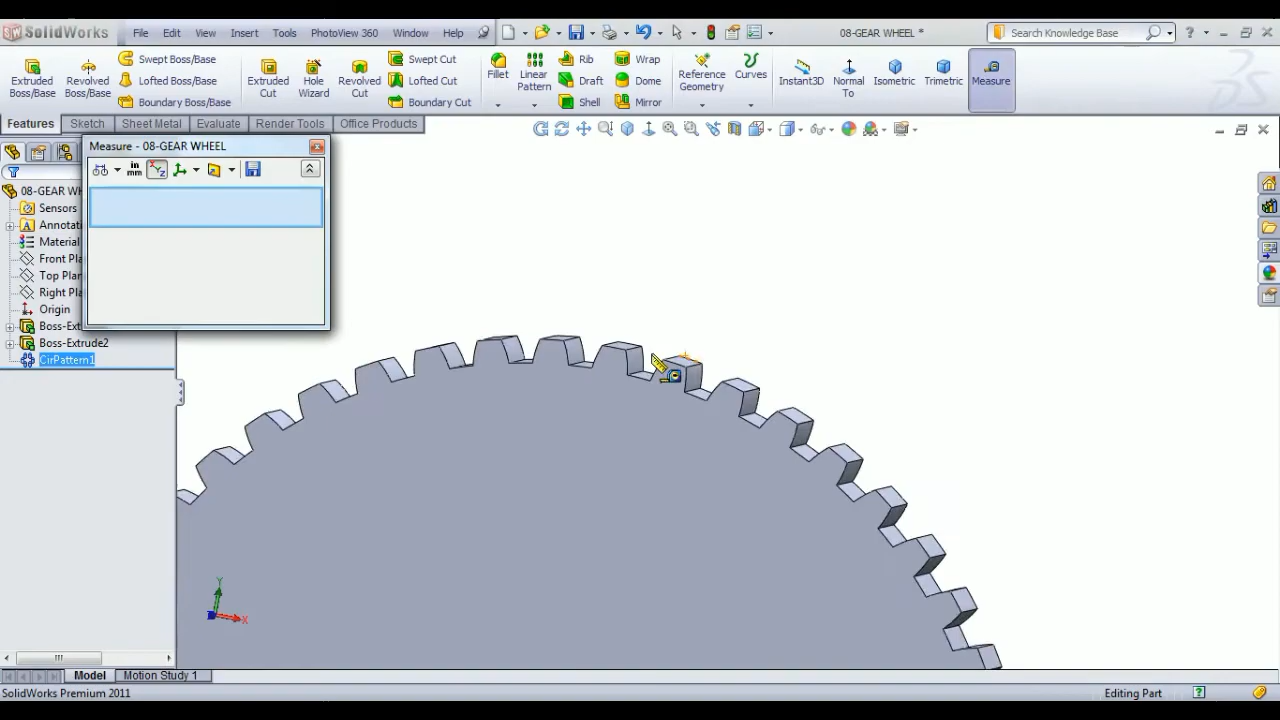 SolidWorks File Edit View Insert Tools PhotoView 360 Window Help 08-GEAR WHEEL * Search Knowledge Base
Extruded Boss/Base
Revolved Boss/Base
Swept Boss/Base
Lofted Boss/Base
Boundary Boss/Base
Extruded Cut
Hole Wizard
Revolved Cut
Swept Cut
Lofted Cut
Boundary Cut
Fillet
Linear Pattern
Rib
Draft
Shell
Wrap
Dome
Mirror
Reference Geometry
Curves
Instant3D
Normal To
Isometric
Trimetric
Measure
Features Sketch Sheet Metal Evaluate Render Tools Office Products
Measure - 08-GEAR WHEEL
in
mm
08-GEAR WH
Sensors
Annotati
Material
Front Pla
Top Plan
Right Pla
Origin
Boss-Ext
Boss-Extrude2
CirPattern1
Y
X
Model Motion Study 1
SolidWorks Premium 2011 Editing Part